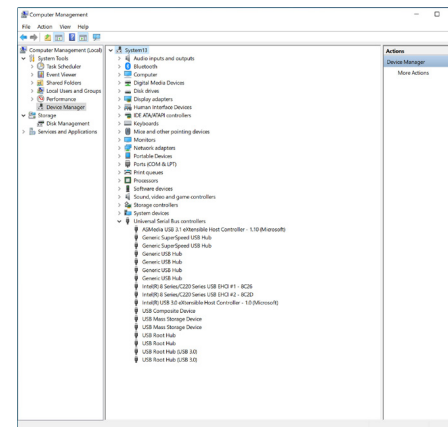 Computer Management
File Action View Help
Computer Management (Local)
System Tools
Task Scheduler
Event Viewer
Shared Folders
Local Users and Groups
Performance
Device Manager
Storage
Disk Management
Services and Applications
System11
Audio inputs and outputs
Bluetooth
Computer
Digital Media Devices
Disk drives
Display adapters
Human Interface Devices
IDE ATA/ATAPI controllers
Keyboards
Mice and other pointing devices
Monitors
Network adapters
Portable Devices
Ports (COM & LPT)
Print queues
Processors
Software devices
Sound, video and game controllers
Storage controllers
System devices
Universal Serial Bus controllers
ASMedia USB 3.1 eXtensible Host Controller - 1.10 (Microsoft)
Generic SuperSpeed USB Hub
Generic SuperSpeed USB Hub
Generic USB Hub
Generic USB Hub
Generic USB Hub
Generic USB Hub
Intel(R) 8 Series/C220 Series USB EHCI #1 - 8C26
Intel(R) 8 Series/C220 Series USB EHCI #2 - 8C2D
Intel(R) USB 3.0 eXtensible Host Controller - 1.0 (Microsoft)
USB Composite Device
USB Mass Storage Device
USB Mass Storage Device
USB Root Hub
USB Root Hub
USB Root Hub (USB 3.0)
USB Root Hub (USB 3.0)
Actions
Device Manager
More Actions